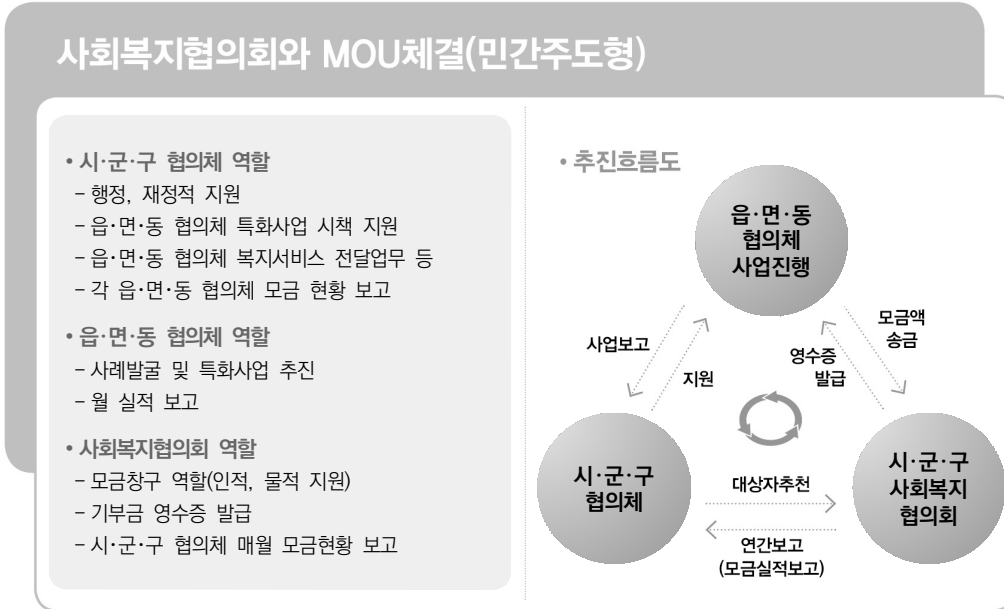 사회복지협의회와 MOU체결(민간주도형)
• 시·군·구 협의체 역할
- 행정, 재정적 지원
- 읍·면·동 협의체 특화사업 시책 지원
- 읍·면·동 협의체 복지서비스 전달업무 등
- 각 읍·면·동 협의체 모금 현황 보고
• 읍·면·동 협의체 역할
- 사례발굴 및 특화사업 추진
- 월 실적 보고
• 사회복지협의회 역할
- 모금창구 역할(인적, 물적 지원)
- 기부금 영수증 발급
- 시·군·구 협의체 매월 모금현황 보고
• 추진흐름도
읍·면·동
협의체
사업진행
사업보고
지원
영수증
발급
모금액
송금
시·군·구
협의체
대상자추천
연간보고
(모금실적보고)
시·군·구
사회복지
협의회